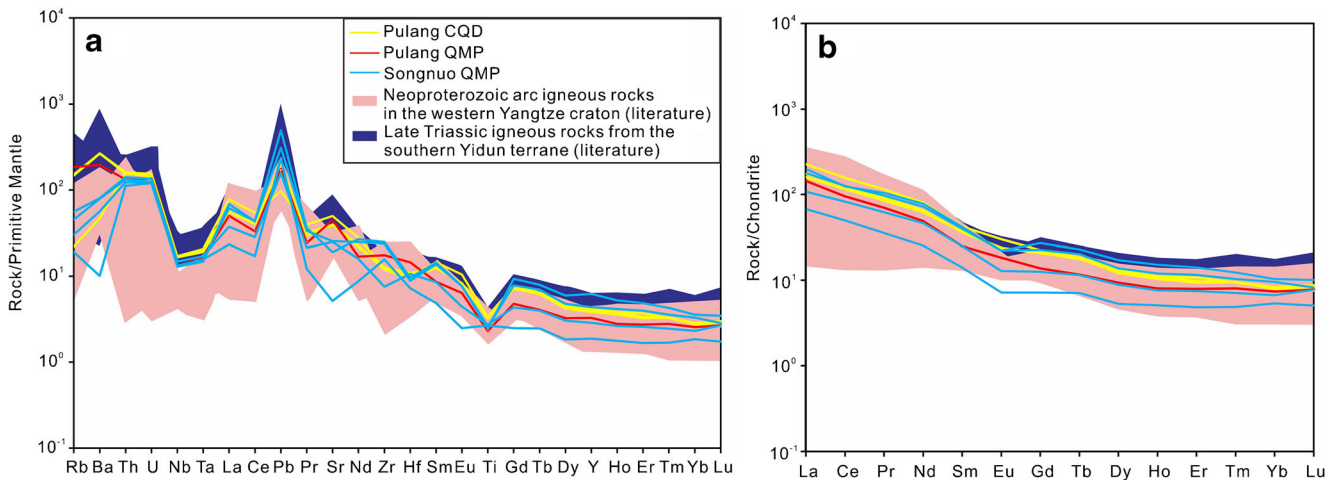 a
10⁴
10³
10²
10¹
10⁰
10⁻¹
Rock/Primitive Mantle
Pulang CQD
Pulang QMP
Songnuo QMP
Neoproterozoic arc igneous rocks
in the western Yangtze craton (literature)
Late Triassic igneous rocks from the
southern Yidun terrane (literature)
Rb Ba Th U Nb Ta La Ce Pb Pr Sr Nd Zr Hf Sm Eu Ti Gd Tb Dy Y Ho Er Tm Yb Lu
b
10⁴
10³
10²
10¹
10⁰
10⁻¹
Rock/Chondrite
La Ce Pr Nd Sm Eu Gd Tb Dy Ho Er Tm Yb Lu